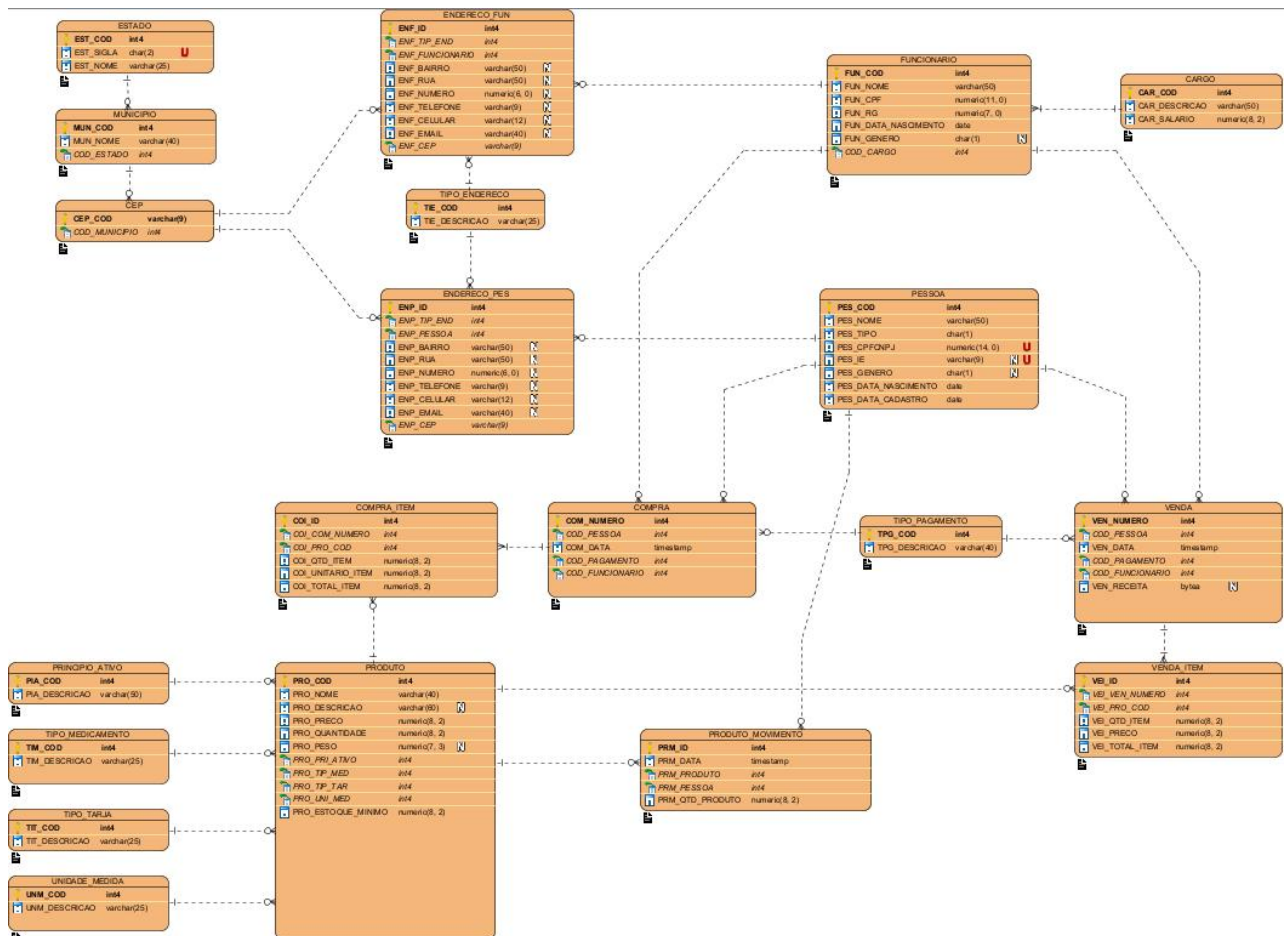 ESTADO
EST_COD int4
EST_SIGLA char(2) U
EST_NOME varchar(25)
MUNICIPIO
MUN_COD int4
MUN_NOME varchar(40)
COD_ESTADO int4
CEP
CEP_COD varchar(9)
COD_MUNICIPIO int4
ENDERECO_FUN
ENF_ID int4
ENF_TIP_END int4
ENF_FUNCIONARIO int4
ENF_BAIRRO varchar(50) N
ENF_RUA varchar(50) N
ENF_NUMERO numeric(6, 0) N
ENF_TELEFONE varchar(9) N
ENF_CELULAR varchar(12) N
ENF_EMAIL varchar(40) N
ENF_CEP varchar(9)
TIPO_ENDERECO
TIE_COD int4
TIE_DESCRICAO varchar(25)
ENDERECO_PES
ENP_ID int4
ENP_TIP_END int4
ENP_PESSOA int4
ENP_BAIRRO varchar(50) N
ENP_RUA varchar(50) N
ENP_NUMERO numeric(6, 0) N
ENP_TELEFONE varchar(9) N
ENP_CELULAR varchar(12) N
ENP_EMAIL varchar(40) N
ENP_CEP varchar(9)
FUNCIONARIO
FUN_COD int4
FUN_NOME varchar(50)
FUN_CPF numeric(11, 0)
FUN_RG numeric(7, 0)
FUN_DATA_NASCIMENTO date
FUN_GENERO char(1) N
COD_CARGO int4
CARGO
CAR_COD int4
CAR_DESCRICAO varchar(50)
CAR_SALARIO numeric(8, 2)
PESSOA
PES_COD int4
PES_NOME varchar(50)
PES_TIPO char(1)
PES_CPFCNPJ numeric(14, 0) U
PES_IE varchar(9) N U
PES_GENERO char(1) N
PES_DATA_NASCIMENTO date
PES_DATA_CADASTRO date
COMPRA_ITEM
COI_ID int4
COI_COM_NUMERO int4
COI_PRO_COD int4
COI_QTD_ITEM numeric(8, 2)
COI_UNITARIO_ITEM numeric(8, 2)
COI_TOTAL_ITEM numeric(8, 2)
COMPRA
COM_NUMERO int4
COD_PESSOA int4
COM_DATA timestamp
COD_PAGAMENTO int4
COD_FUNCIONARIO int4
TIPO_PAGAMENTO
TPG_COD int4
TPG_DESCRICAO varchar(40)
VENDA
VEN_NUMERO int4
COD_PESSOA int4
VEN_DATA timestamp
COD_PAGAMENTO int4
COD_FUNCIONARIO int4
VEN_RECEITA bytea N
PRINCIPIO_ATIVO
PIA_COD int4
PIA_DESCRICAO varchar(50)
TIPO_MEDICAMENTO
TIM_COD int4
TIM_DESCRICAO varchar(25)
TIPO_TARJA
TIT_COD int4
TIT_DESCRICAO varchar(25)
UNIDADE_MEDIDA
UNM_COD int4
UNM_DESCRICAO varchar(25)
PRODUTO
PRO_COD int4
PRO_NOME varchar(40)
PRO_DESCRICAO varchar(60) N
PRO_PRECO numeric(8, 2)
PRO_QUANTIDADE numeric(8, 2)
PRO_PESO numeric(7, 3) N
PRO_PRI_ATIVO int4
PRO_TIP_MED int4
PRO_TIP_TAR int4
PRO_UNI_MED int4
PRO_ESTOQUE_MINIMO numeric(8, 2)
PRODUTO_MOVIMENTO
PRM_ID int4
PRM_DATA timestamp
PRM_PRODUTO int4
PRM_PESSOA int4
PRM_QTD_PRODUTO numeric(8, 2)
VENDA_ITEM
VEI_ID int4
VEI_VEN_NUMERO int4
VEI_PRO_COD int4
VEI_QTD_ITEM numeric(8, 2)
VEI_PRECO numeric(8, 2)
VEI_TOTAL_ITEM numeric(8, 2)